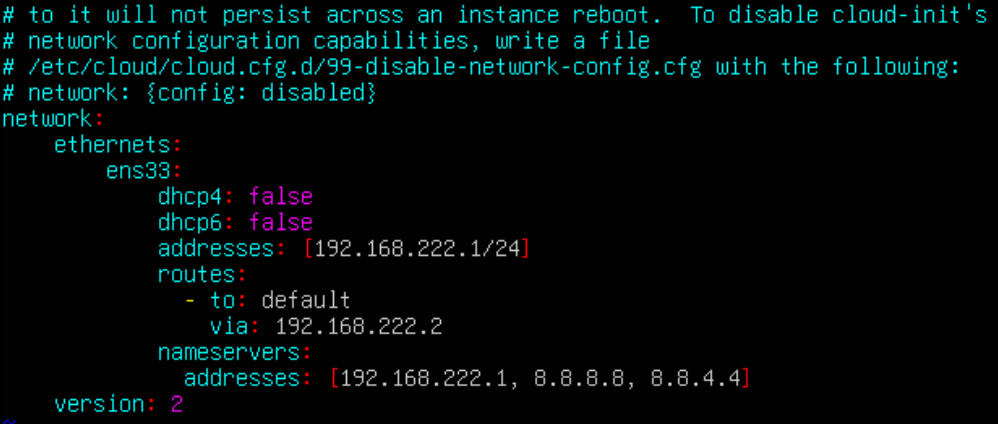 # to it will not persist across an instance reboot.  To disable cloud-init's
# network configuration capabilities, write a file
# /etc/cloud/cloud.cfg.d/99-disable-network-config.cfg with the following:
# network: {config: disabled}
network:
    ethernets:
        ens33:
            dhcp4: false
            dhcp6: false
            addresses: [192.168.222.1/24]
            routes:
              - to: default
                via: 192.168.222.2
            nameservers:
              addresses: [192.168.222.1, 8.8.8.8, 8.8.4.4]
    version: 2